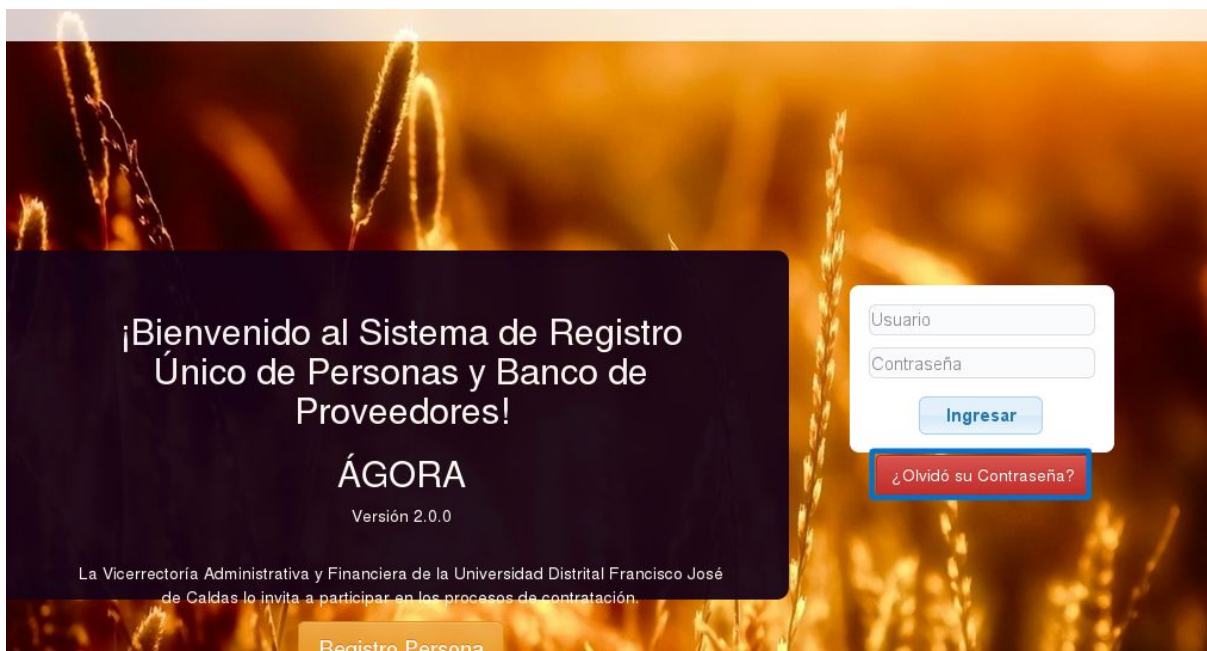 ¡Bienvenido al Sistema de Registro
Único de Personas y Banco de
Proveedores!
ÁGORA
Versión 2.0.0
La Vicerrectoría Administrativa y Financiera de la Universidad Distrital Francisco José
de Caldas lo invita a participar en los procesos de contratación.
Registro Persona
Usuario
Contraseña
Ingresar
¿Olvidó su Contraseña?